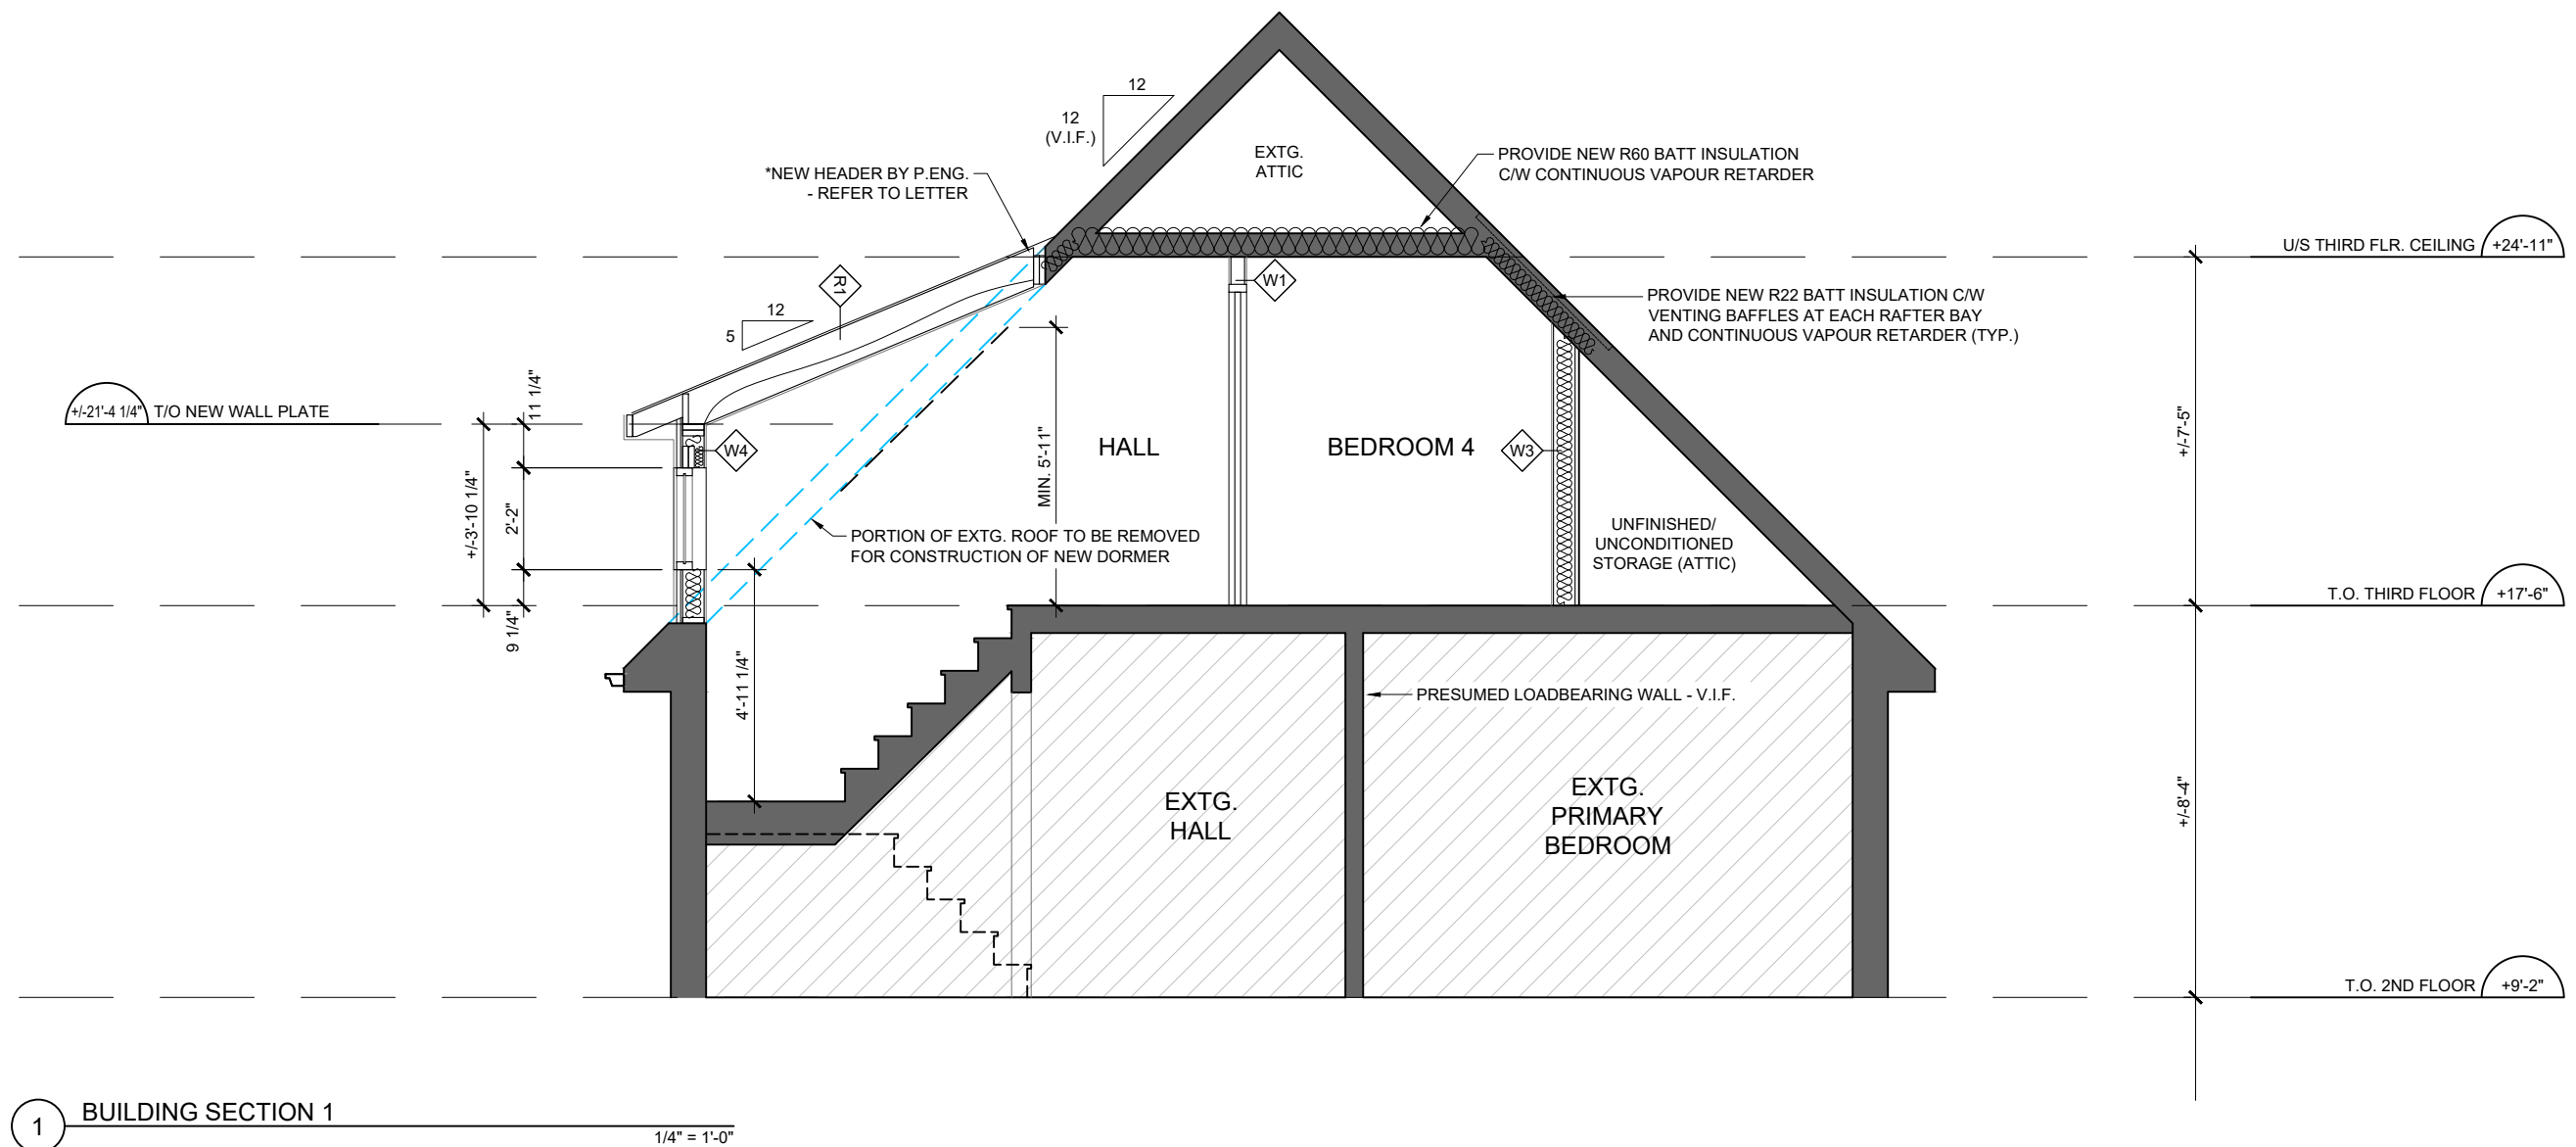 12
12
(V.I.F.)
EXTG.
ATTIC
PROVIDE NEW R60 BATT INSULATION
C/W CONTINUOUS VAPOUR RETARDER
*NEW HEADER BY P.ENG.
- REFER TO LETTER
U/S THIRD FLR. CEILING
+24'-11"
R1
W1
PROVIDE NEW R22 BATT INSULATION C/W
VENTING BAFFLES AT EACH RAFTER BAY
AND CONTINUOUS VAPOUR RETARDER (TYP.)
12
5
+/-21'-4 1/4"
T/O NEW WALL PLATE
11 1/4"
W4
HALL
BEDROOM 4
W3
+/-7'-5"
MIN. 5'-11"
+/-3'-10 1/4"
2'-2"
PORTION OF EXTG. ROOF TO BE REMOVED
FOR CONSTRUCTION OF NEW DORMER
UNFINISHED/
UNCONDITIONED
STORAGE (ATTIC)
T.O. THIRD FLOOR
+17'-6"
9 1/4"
4'-11 1/4"
PRESUMED LOADBEARING WALL - V.I.F.
EXTG.
HALL
EXTG.
PRIMARY
BEDROOM
+/-8'-4"
T.O. 2ND FLOOR
+9'-2"
1
BUILDING SECTION 1
1/4" = 1'-0"